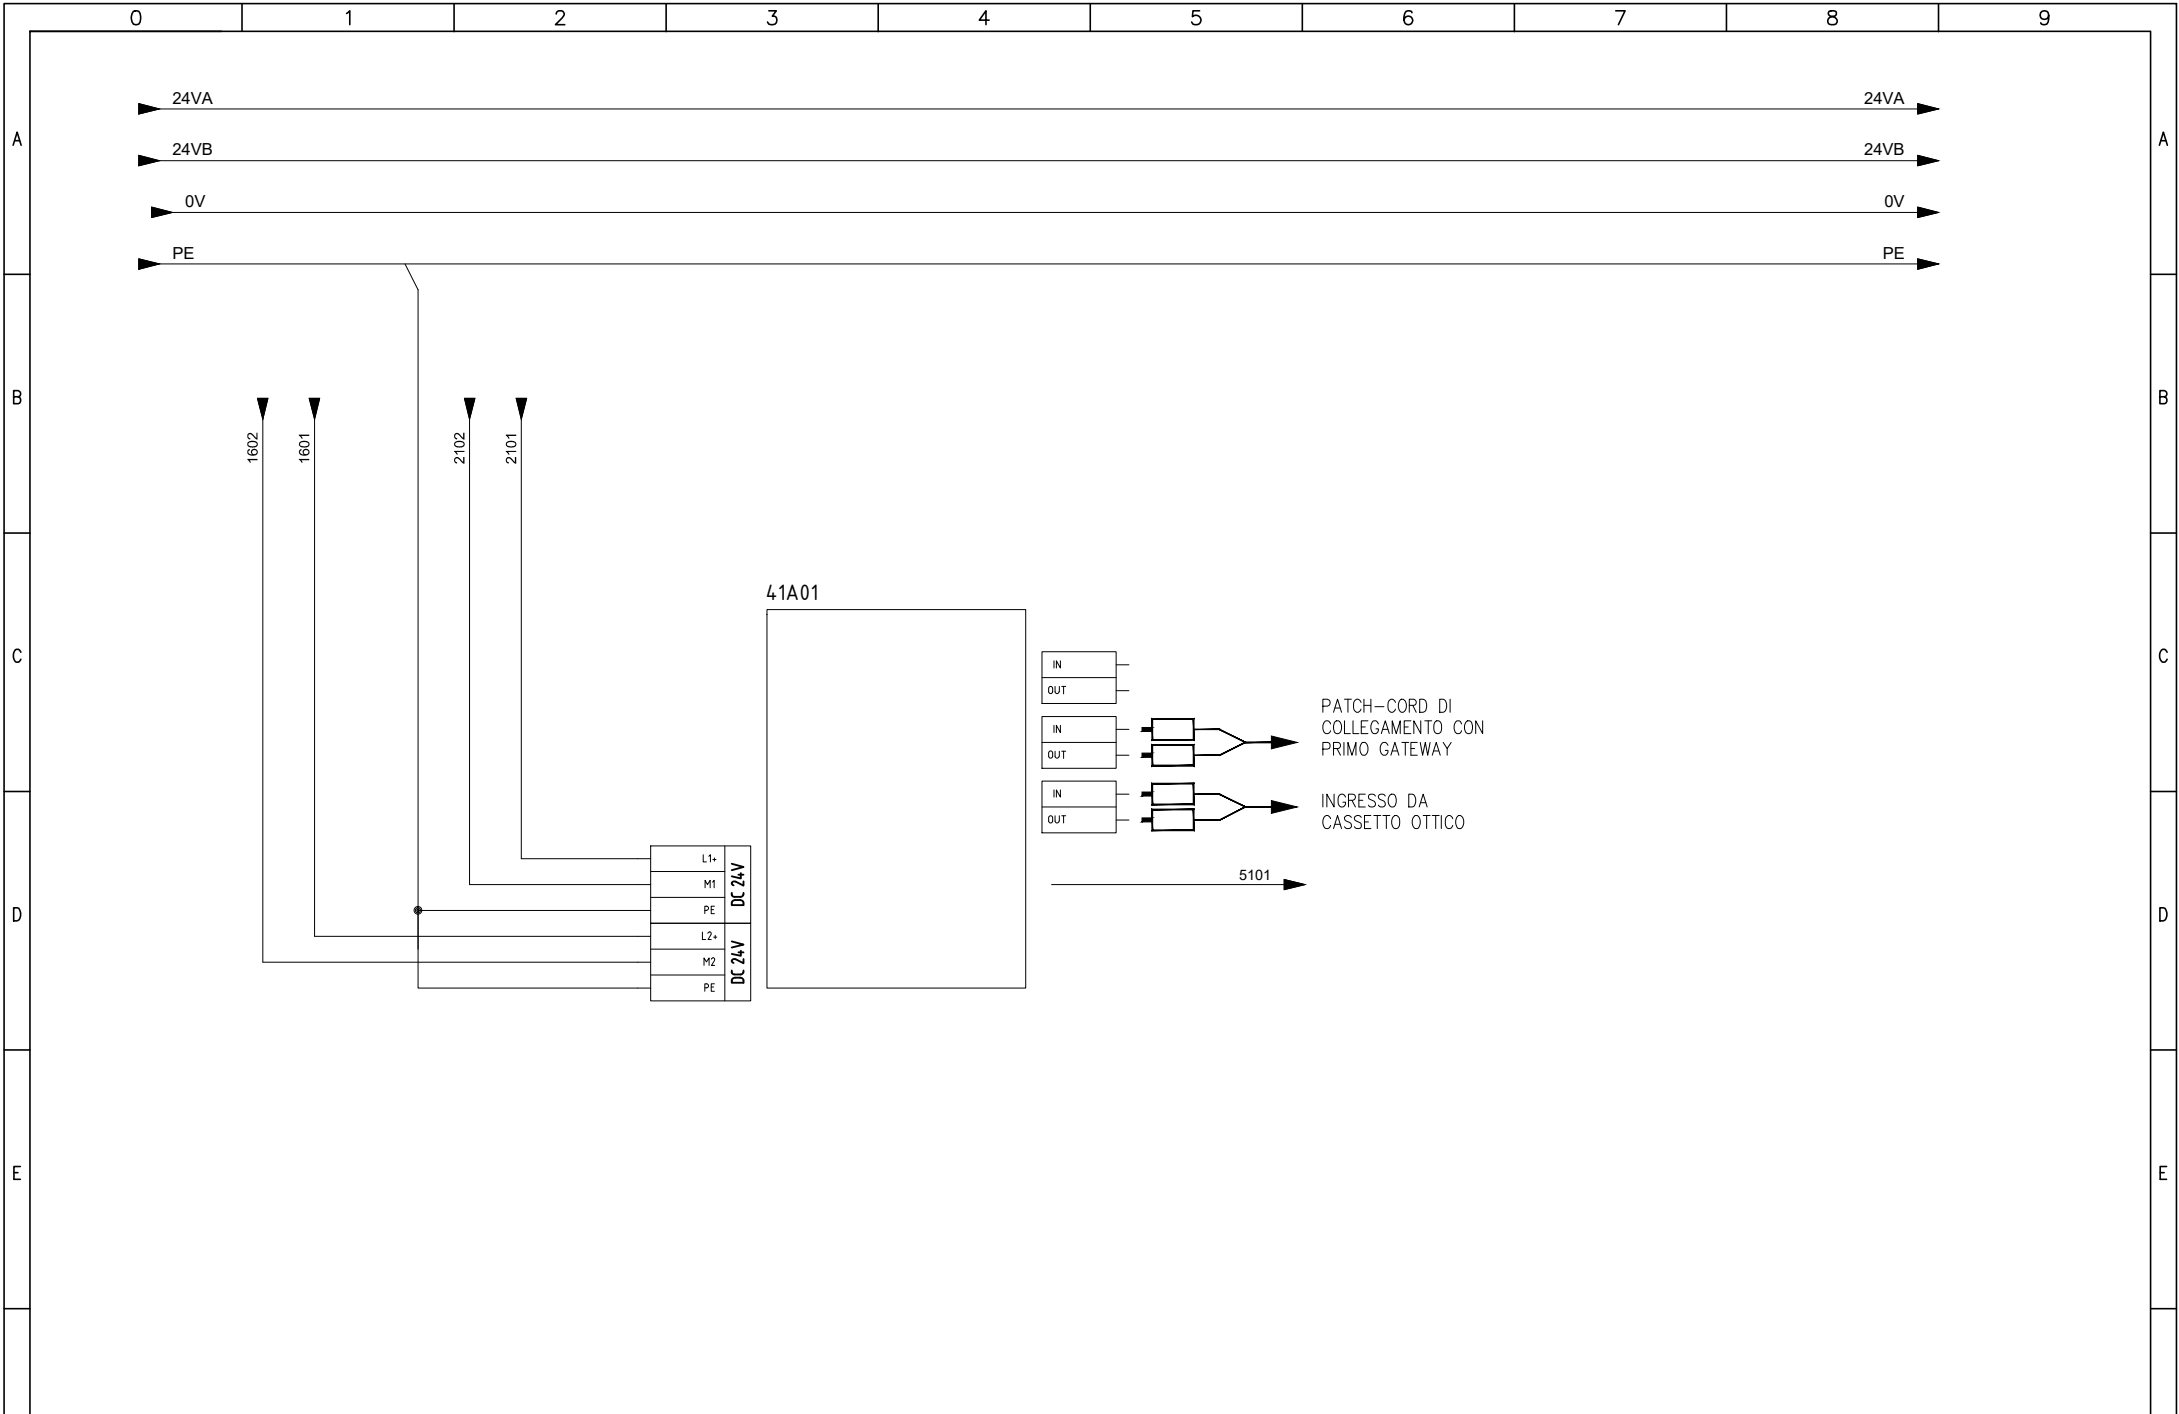 0 1 2 3 4 5 6 7 8 9
24VA 24VA
A A
24VB 24VB
0V 0V
PE PE
B B
1602 1601 2102 2101
41A01
C C
IN
OUT
IN
OUT
PATCH-CORD DI
COLLEGAMENTO CON
PRIMO GATEWAY
IN
OUT
INGRESSO DA
CASSETTO OTTICO
L1+
M1
PE
DC 24V
5101
D D
L2+
M2
PE
DC 24V
E E